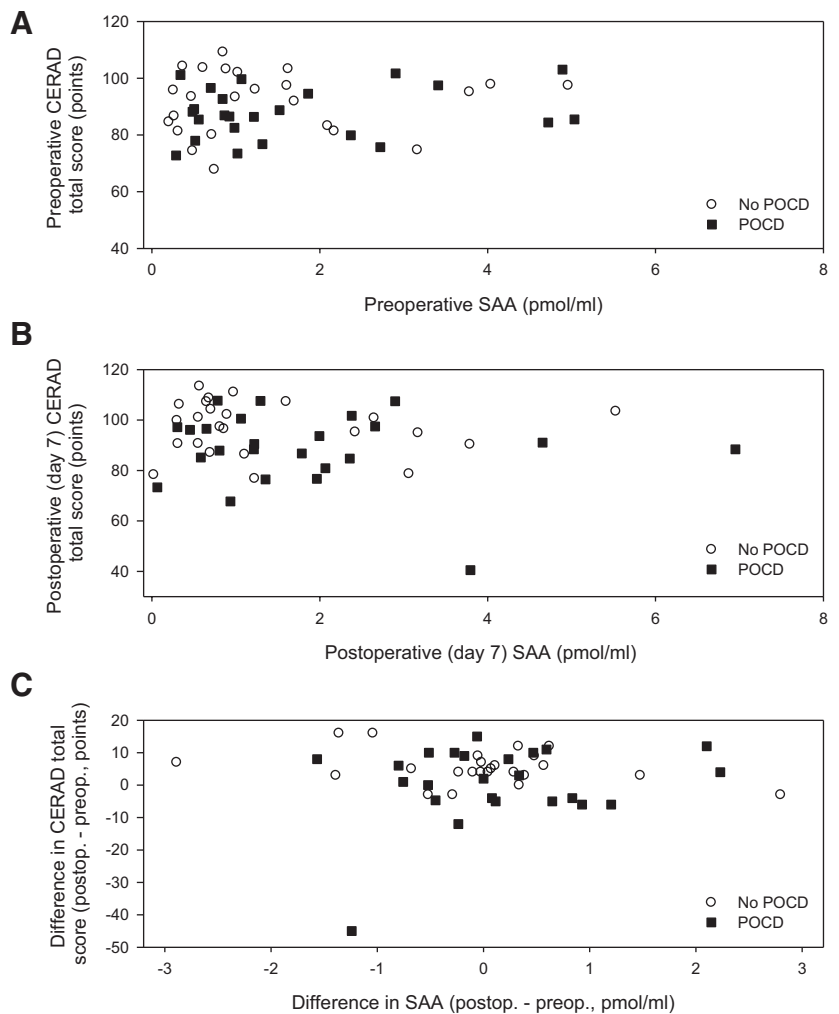 A
Preoperative CERAD
total score (points)
120
100
80
60
40
No POCD
POCD
0 2 4 6 8
Preoperative SAA (pmol/ml)
B
Postoperative (day 7) CERAD
total score (points)
120
100
80
60
40
No POCD
POCD
0 2 4 6 8
Postoperative (day 7) SAA (pmol/ml)
C
Difference in CERAD total
score (postop. - preop., points)
20
10
0
-10
-20
-30
-40
-50
No POCD
POCD
-3 -2 -1 0 1 2 3
Difference in SAA (postop. - preop., pmol/ml)